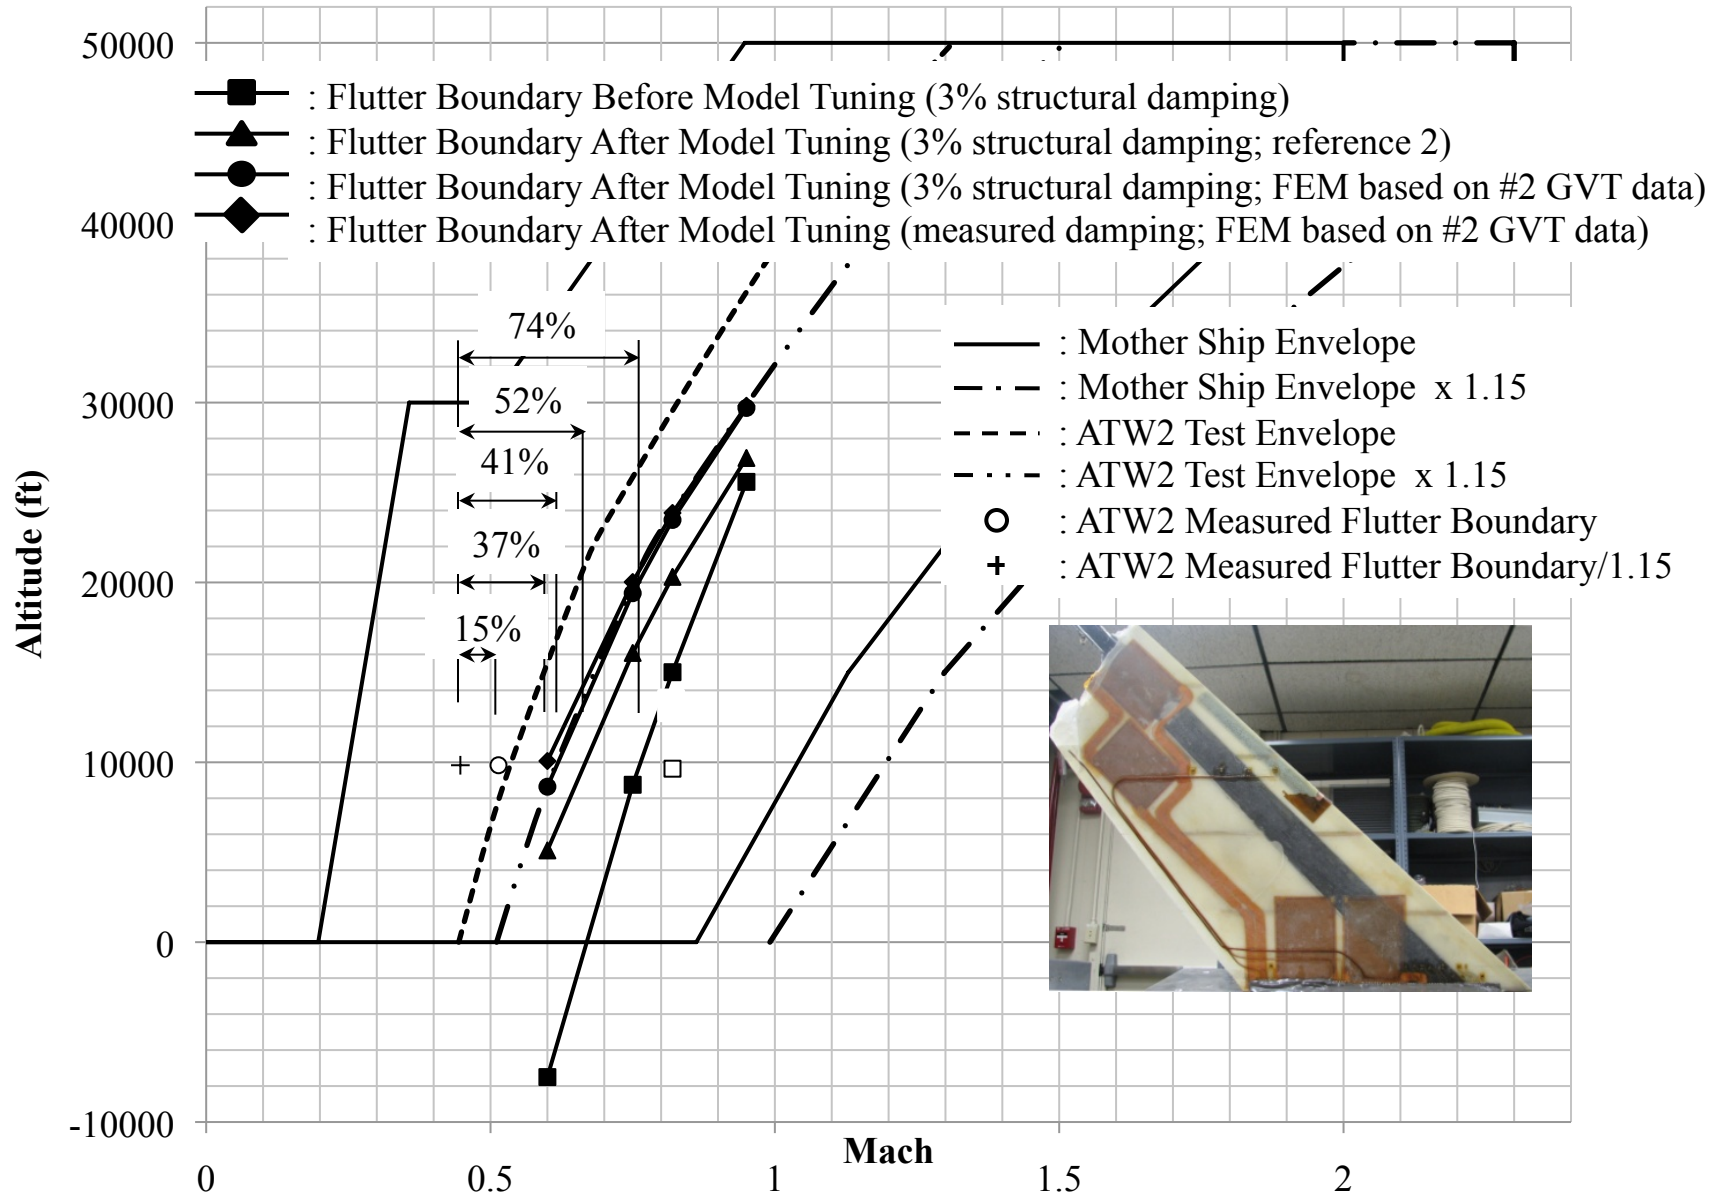 50000
: Flutter Boundary Before Model Tuning (3% structural damping)
: Flutter Boundary After Model Tuning (3% structural damping; reference 2)
: Flutter Boundary After Model Tuning (3% structural damping; FEM based on #2 GVT data)
40000
: Flutter Boundary After Model Tuning (measured damping; FEM based on #2 GVT data)
74%
: Mother Ship Envelope
: Mother Ship Envelope x 1.15
30000
52%
: ATW2 Test Envelope
41%
: ATW2 Test Envelope x 1.15
: ATW2 Measured Flutter Boundary
37%
: ATW2 Measured Flutter Boundary/1.15
20000
15%
Altitude (ft)
10000
0
-10000
Mach
0
0.5
1
1.5
2